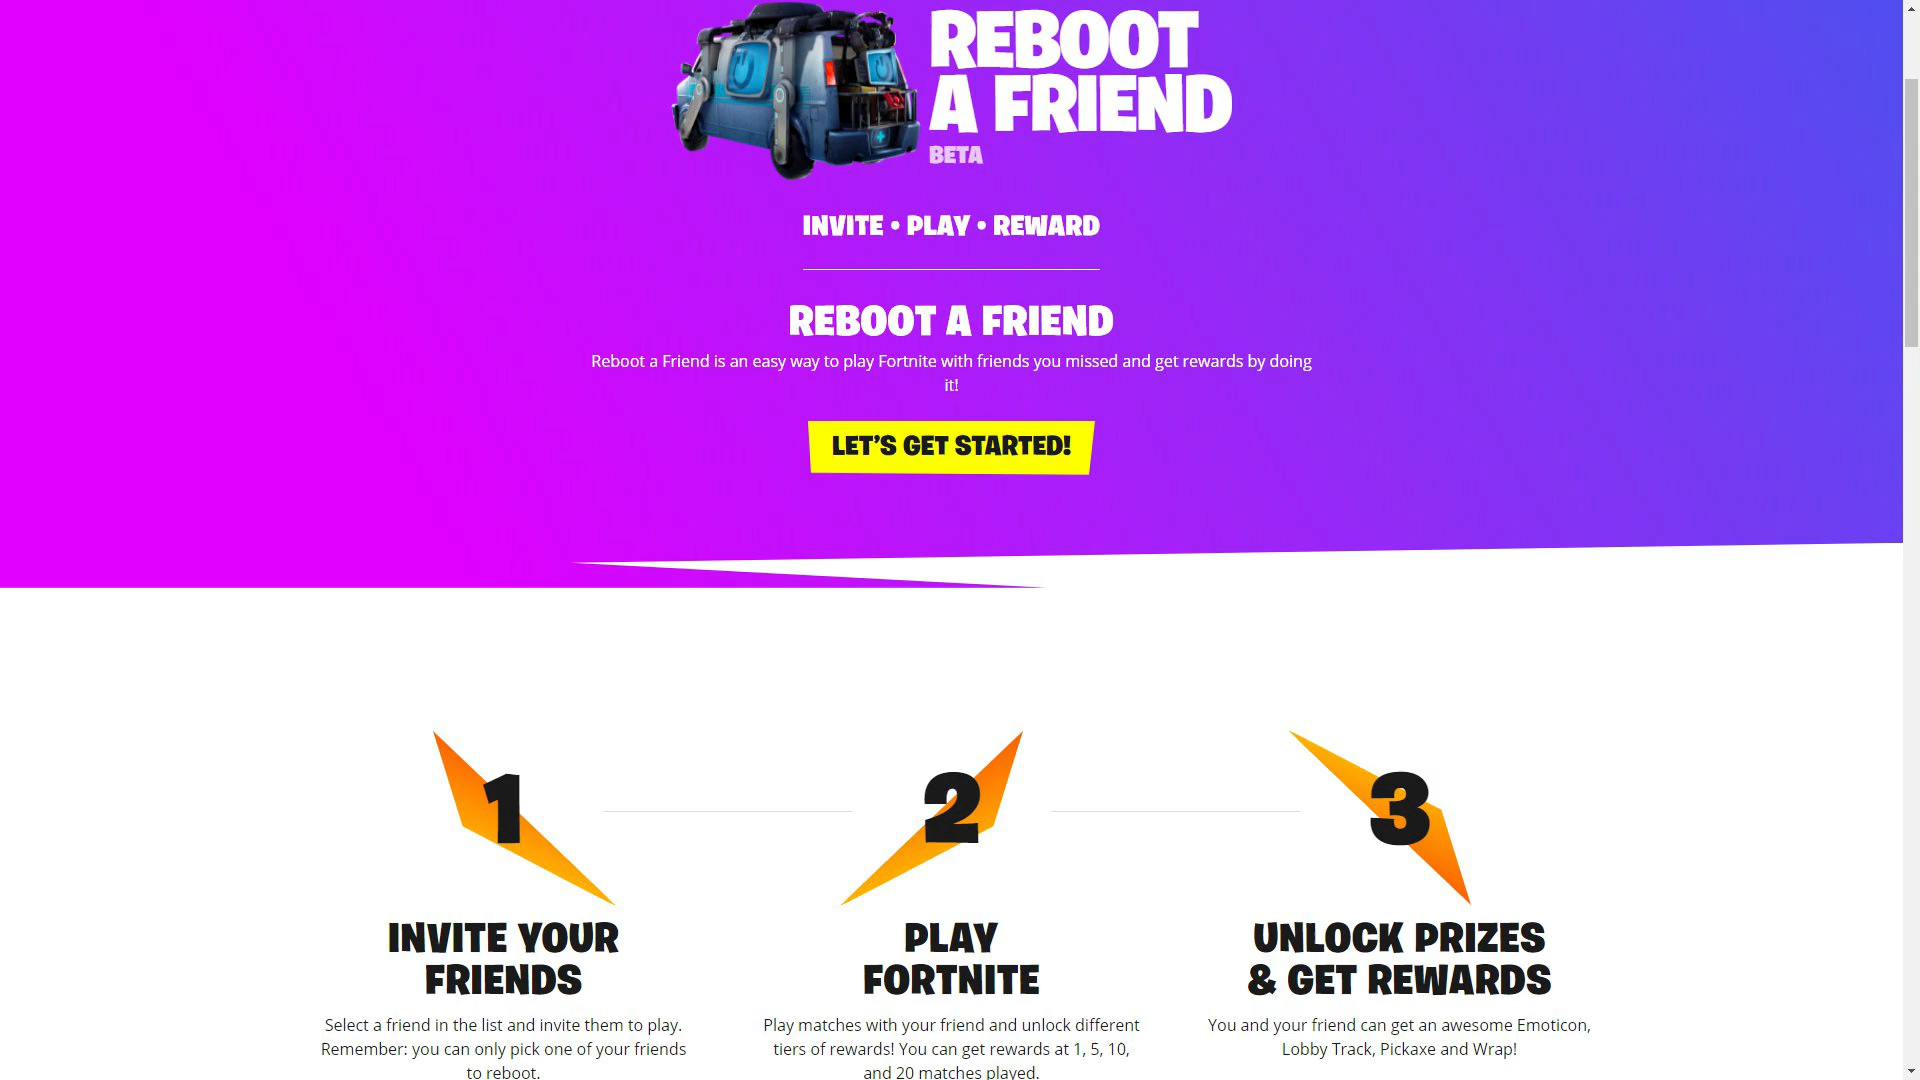 REBOOT
A FRIEND
BETA
INVITE • PLAY • REWARD
REBOOT A FRIEND
Reboot a Friend is an easy way to play Fortnite with friends you missed and get rewards by doing
it!
LET’S GET STARTED!
1
2
3
INVITE YOUR
FRIENDS
Select a friend in the list and invite them to play.
Remember: you can only pick one of your friends
to reboot.
PLAY
FORTNITE
Play matches with your friend and unlock different
tiers of rewards! You can get rewards at 1, 5, 10,
and 20 matches played.
UNLOCK PRIZES
& GET REWARDS
You and your friend can get an awesome Emoticon,
Lobby Track, Pickaxe and Wrap!